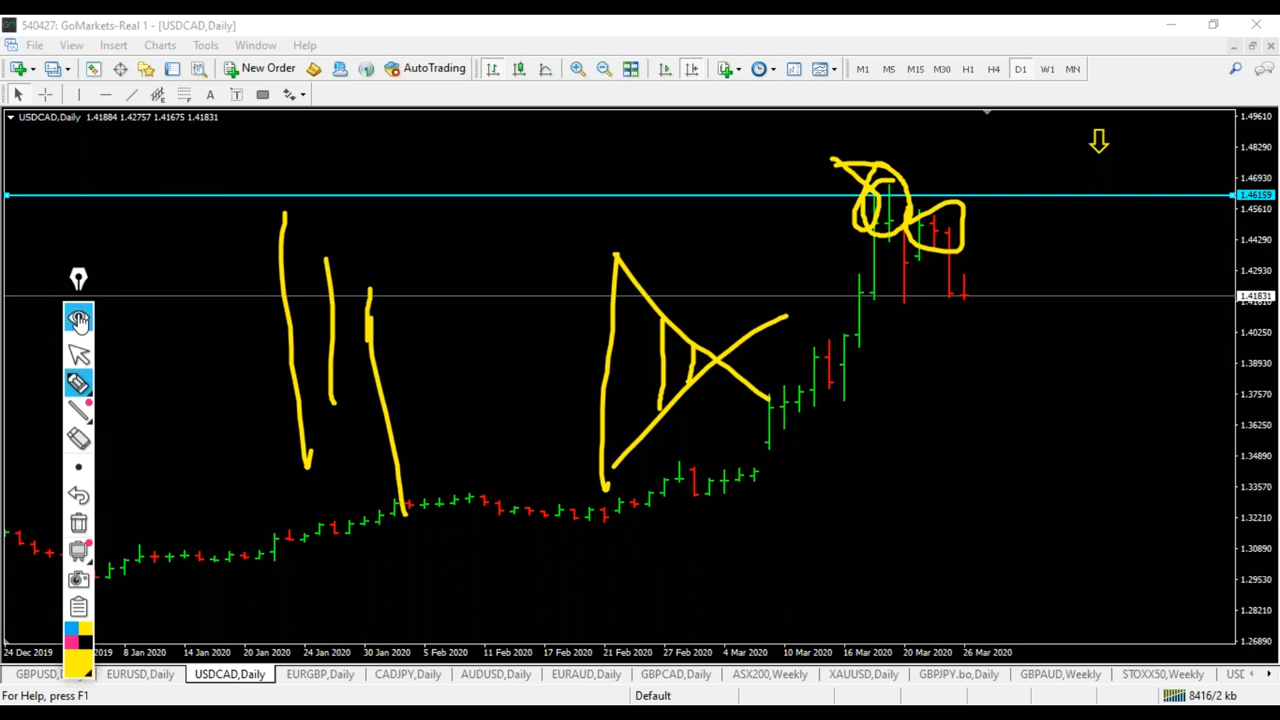 540427: GoMarkets-Real 1 - [USDCAD,Daily]
File View Insert Charts Tools Window Help
New Order AutoTrading M1 M5 M15 M30 H1 H4 D1 W1 MN
USDCAD,Daily 1.41884 1.42757 1.41675 1.41831
1.49610
1.48290
1.46930
1.46159
1.45610
1.44290
1.42930
1.41831
1.40250
1.38930
1.37570
1.36250
1.34890
1.33570
1.32210
1.30890
1.29530
1.28210
1.26890
24 Dec 2019 2019 8 Jan 2020 14 Jan 2020 20 Jan 2020 24 Jan 2020 30 Jan 2020 5 Feb 2020 11 Feb 2020 17 Feb 2020 21 Feb 2020 27 Feb 2020 4 Mar 2020 10 Mar 2020 16 Mar 2020 20 Mar 2020 26 Mar 2020
EURUSD,Daily USDCAD,Daily EURGBP,Daily CADJPY,Daily AUDUSD,Daily EURAUD,Daily GBPCAD,Daily ASX200,Weekly XAUUSD,Daily GBPJPY.bo,Daily GBPAUD,Weekly STOXX50,Weekly
For Help, press F1 Default 8416/2 kb